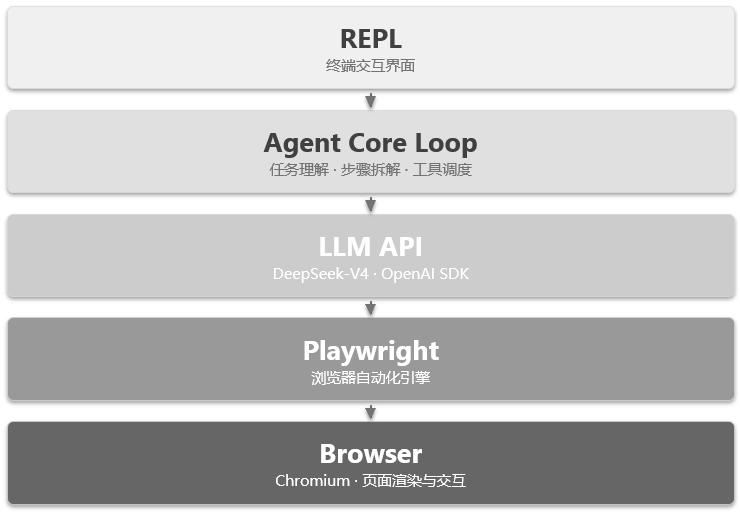 REPL
终端交互界面
Agent Core Loop
任务理解 · 步骤拆解 · 工具调度
LLM API
DeepSeek-V4 · OpenAI SDK
Playwright
浏览器自动化引擎
Browser
Chromium · 页面渲染与交互